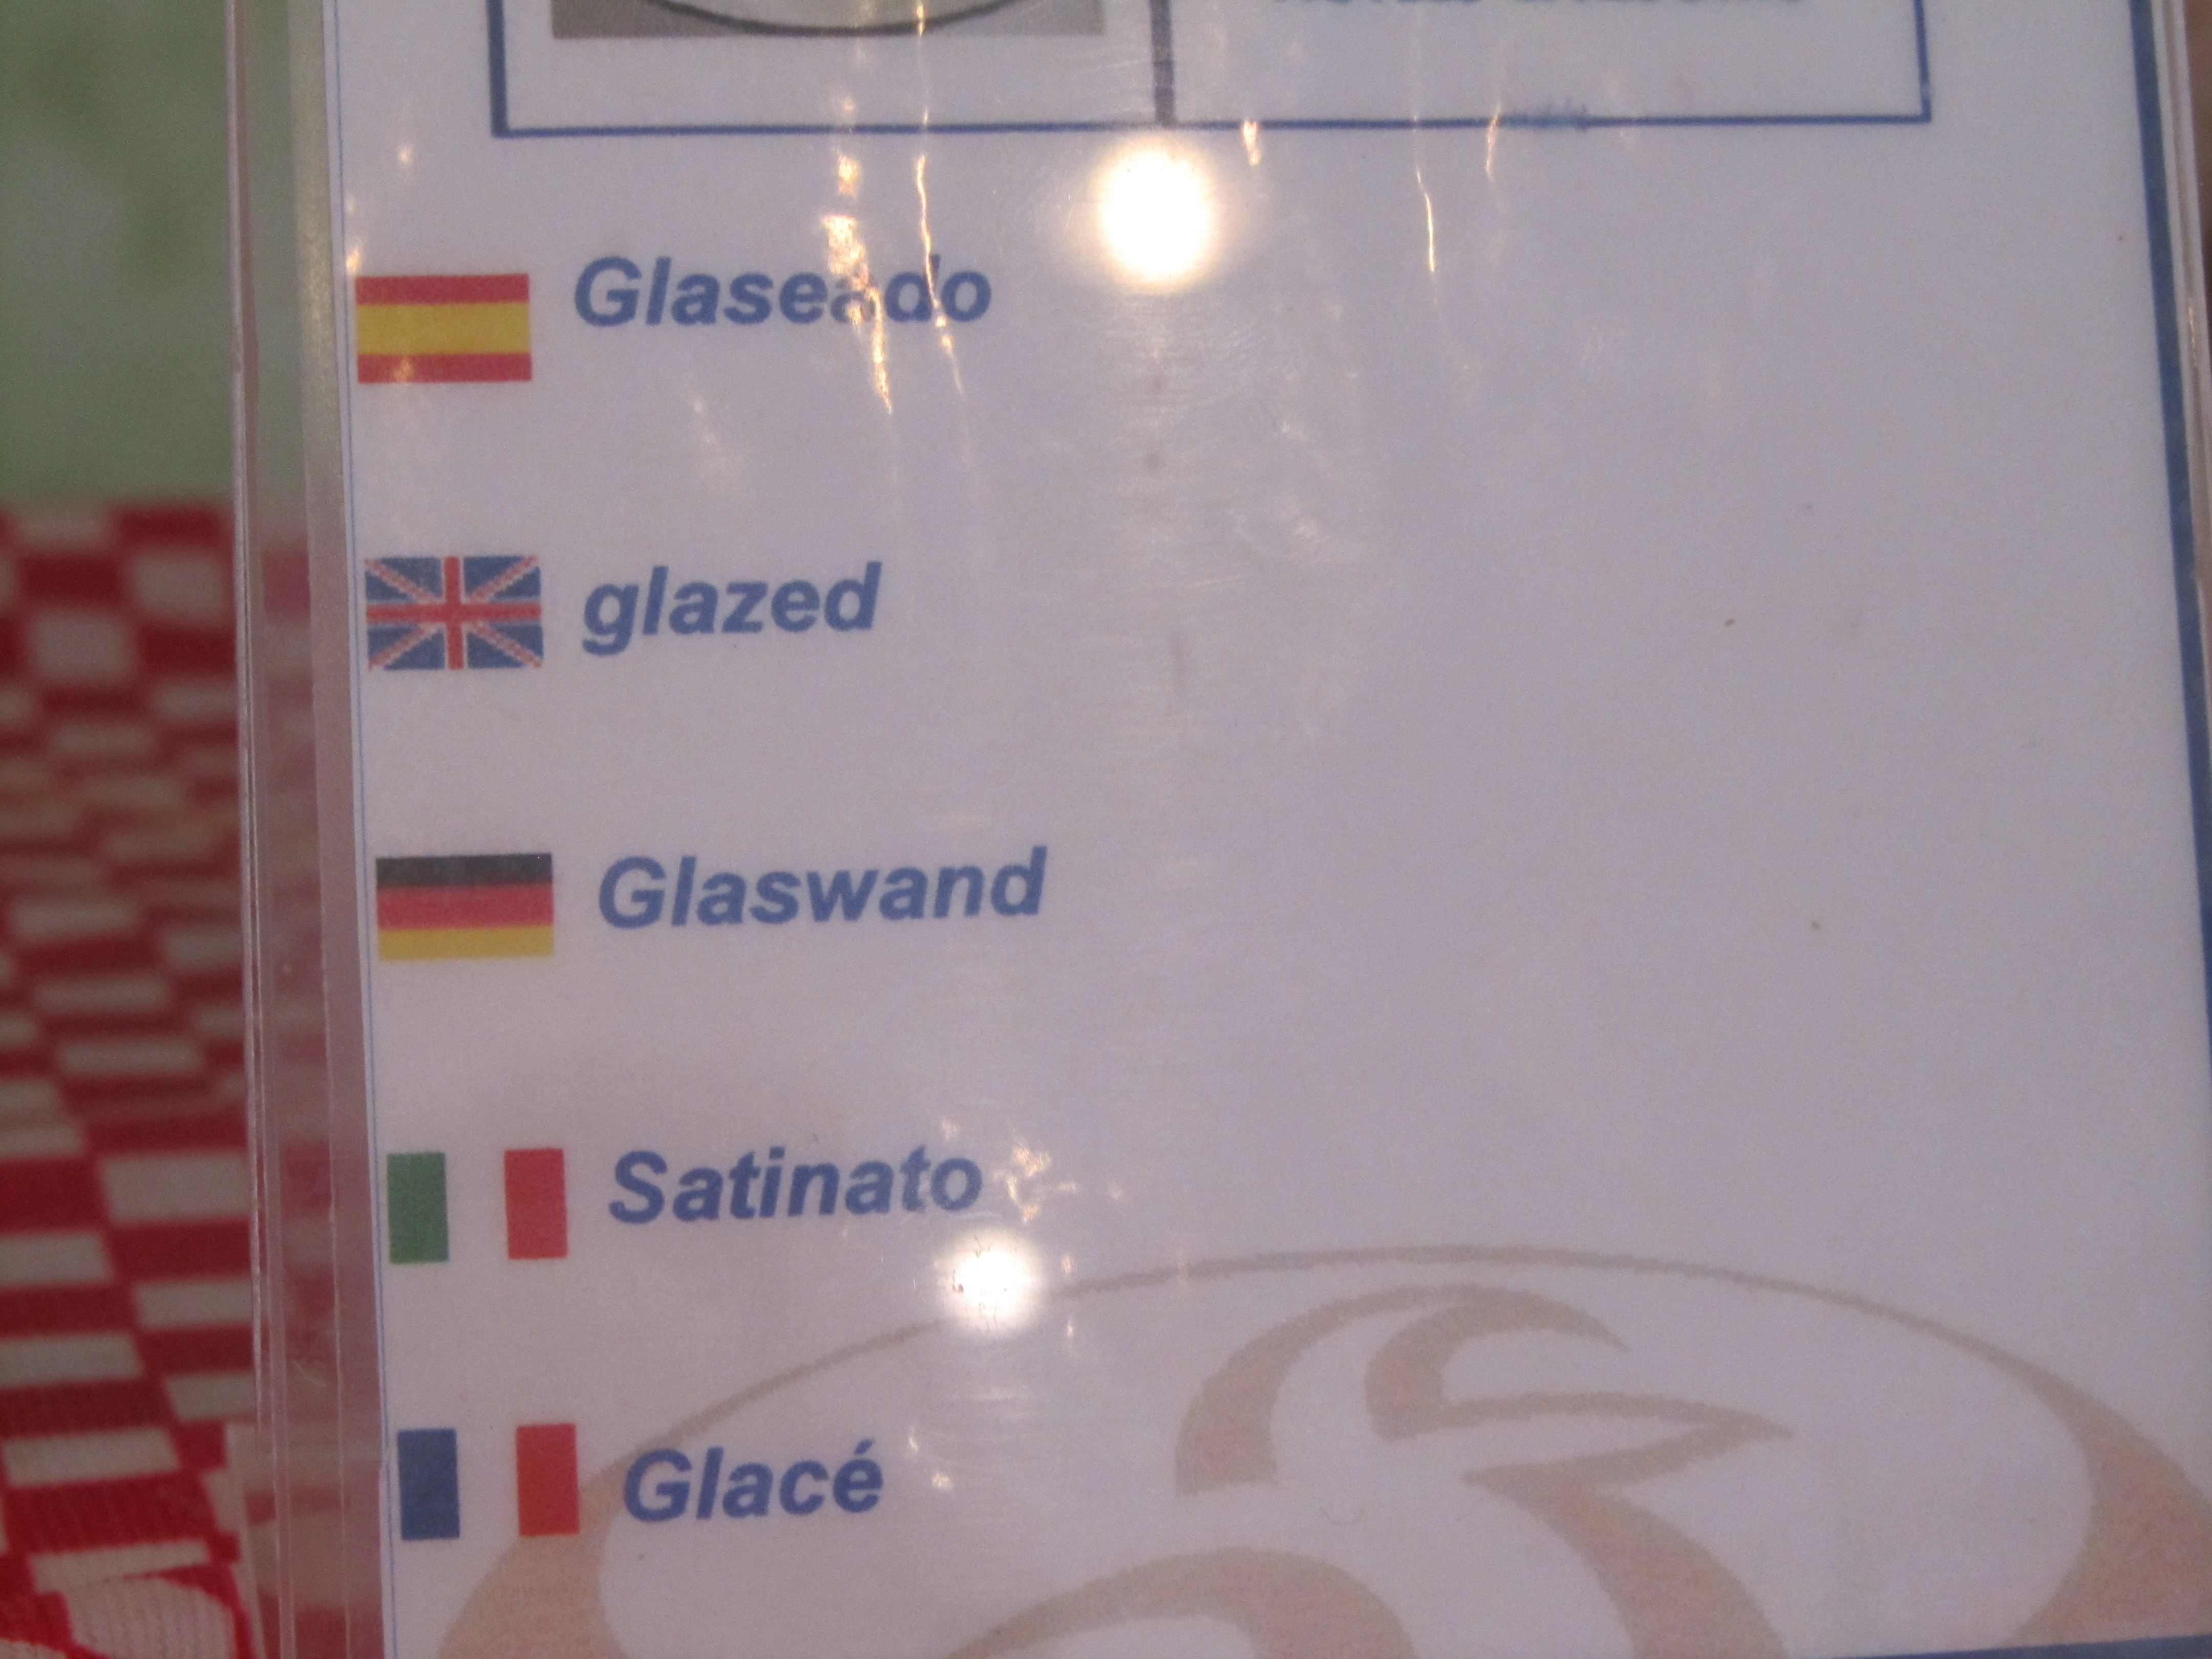 Glaseado
glazed
Glaswand
Satinato
Glacé